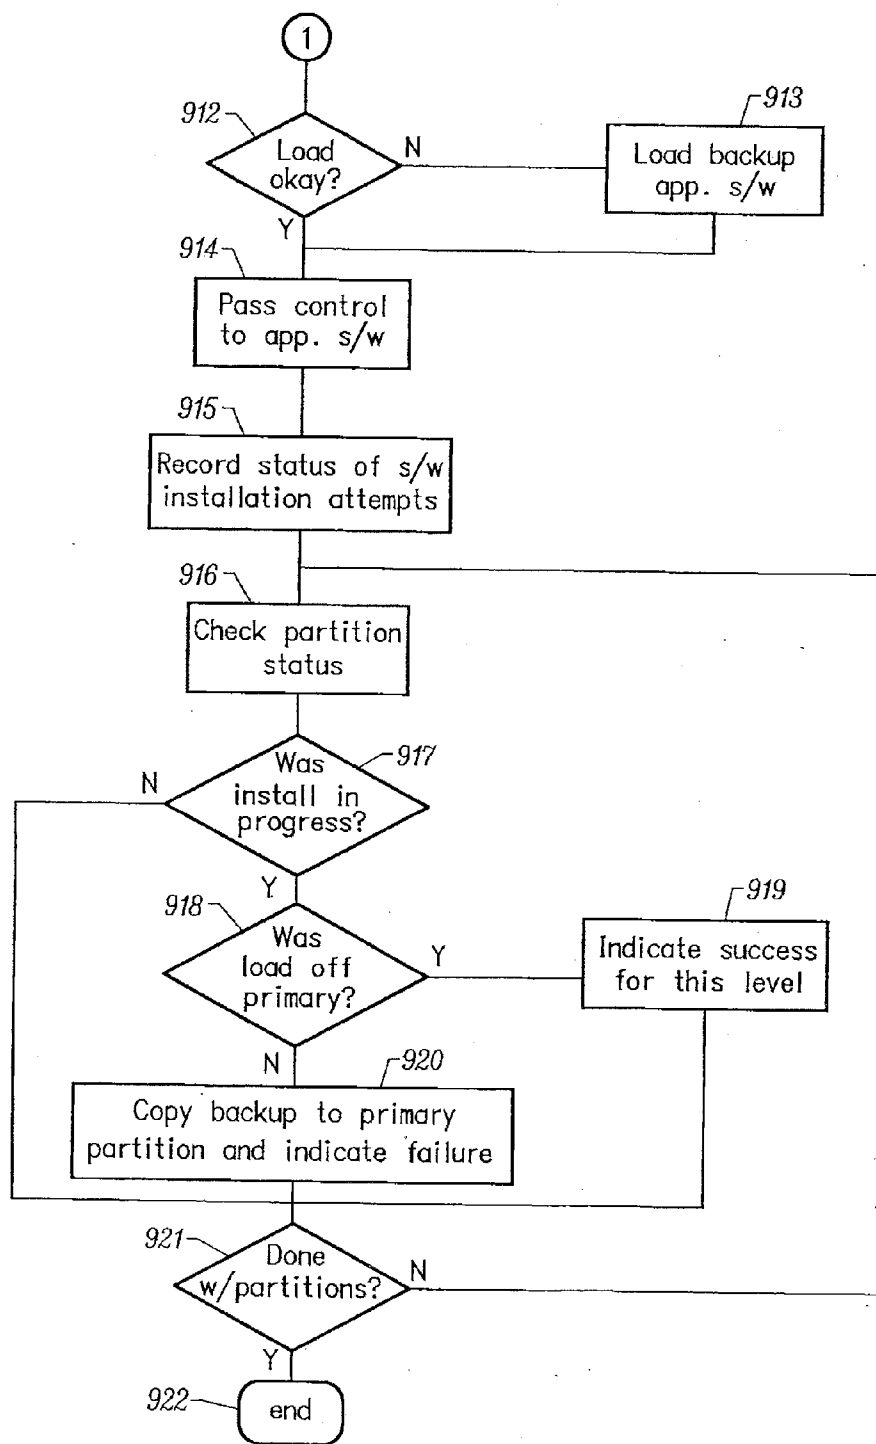 1
912
Load
okay?
N
Y
913
Load backup
app. s/w
914
Pass control
to app. s/w
915
Record status of s/w
installation attempts
916
Check partition
status
917
Was
install in
progress?
N
Y
918
Was
load off
primary?
Y
N
919
Indicate success
for this level
920
Copy backup to primary
partition and indicate failure
921
Done
w/partitions?
N
Y
922
end